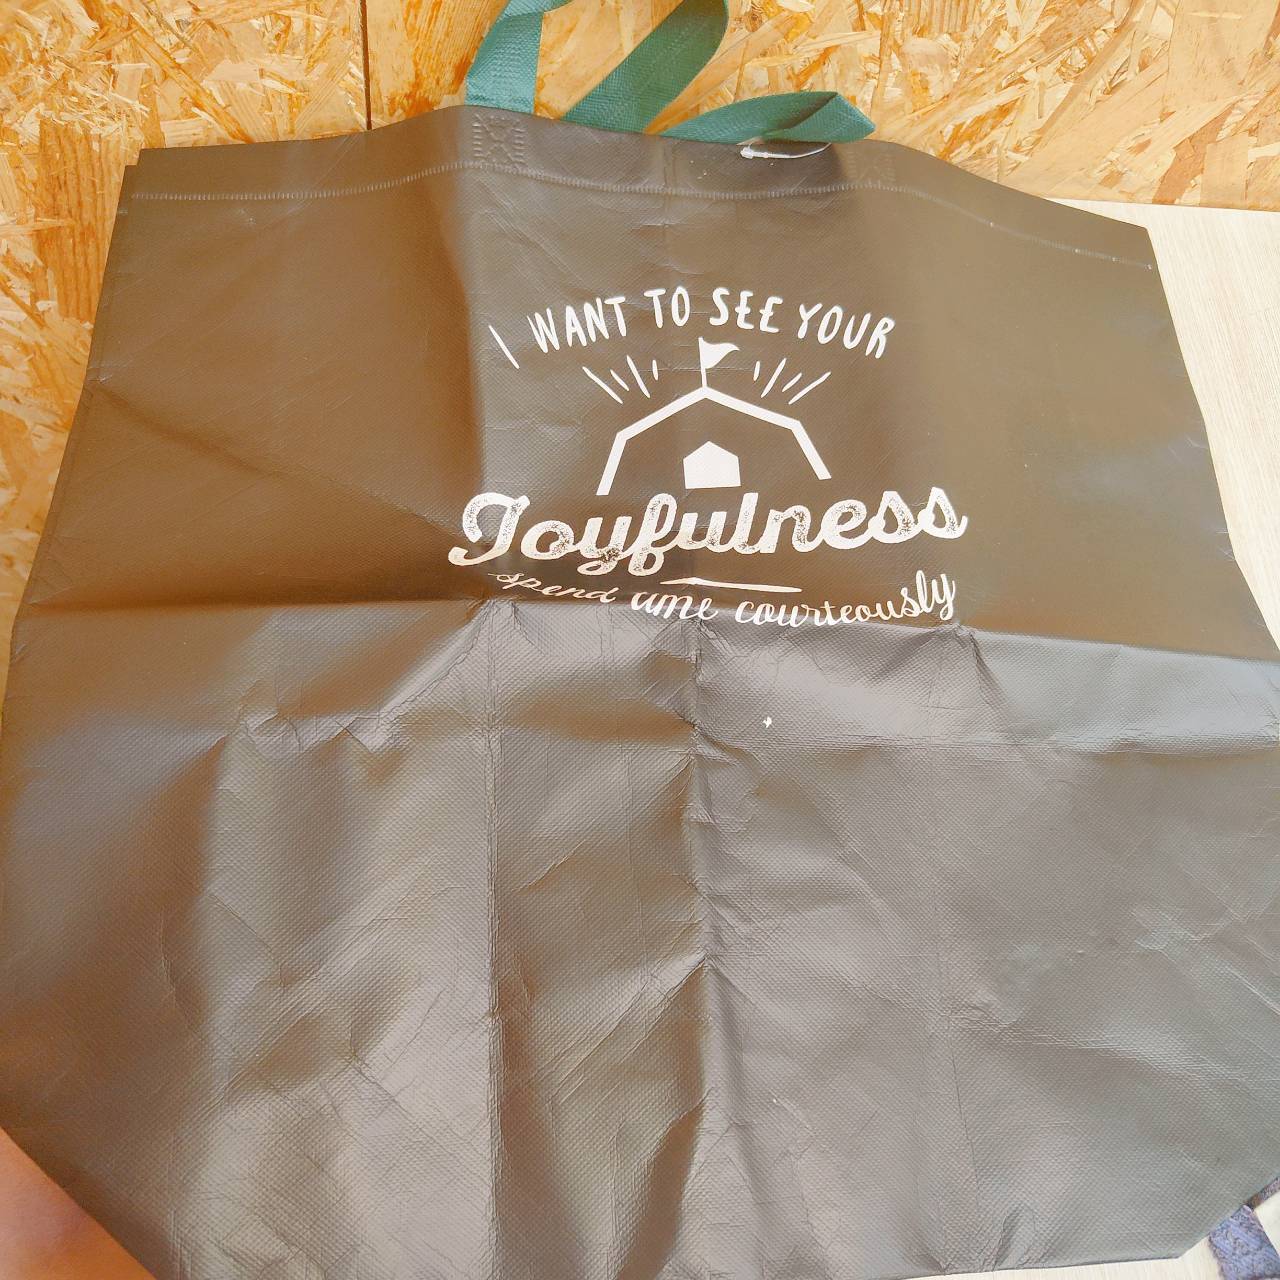 I WANT TO SEE YOUR
Joyfulness
spend time courteously